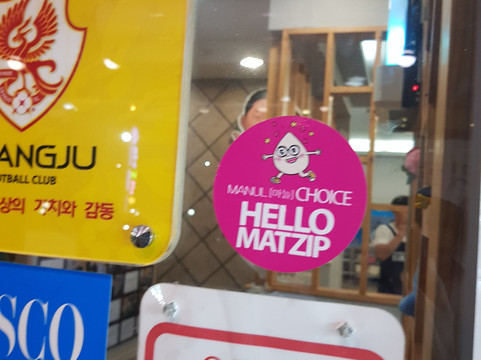 ANGJU
OTBALL CLUB
상의 가치와 감동
MANUL [마늘] CHOICE
HELLO
MATZIP
SCO